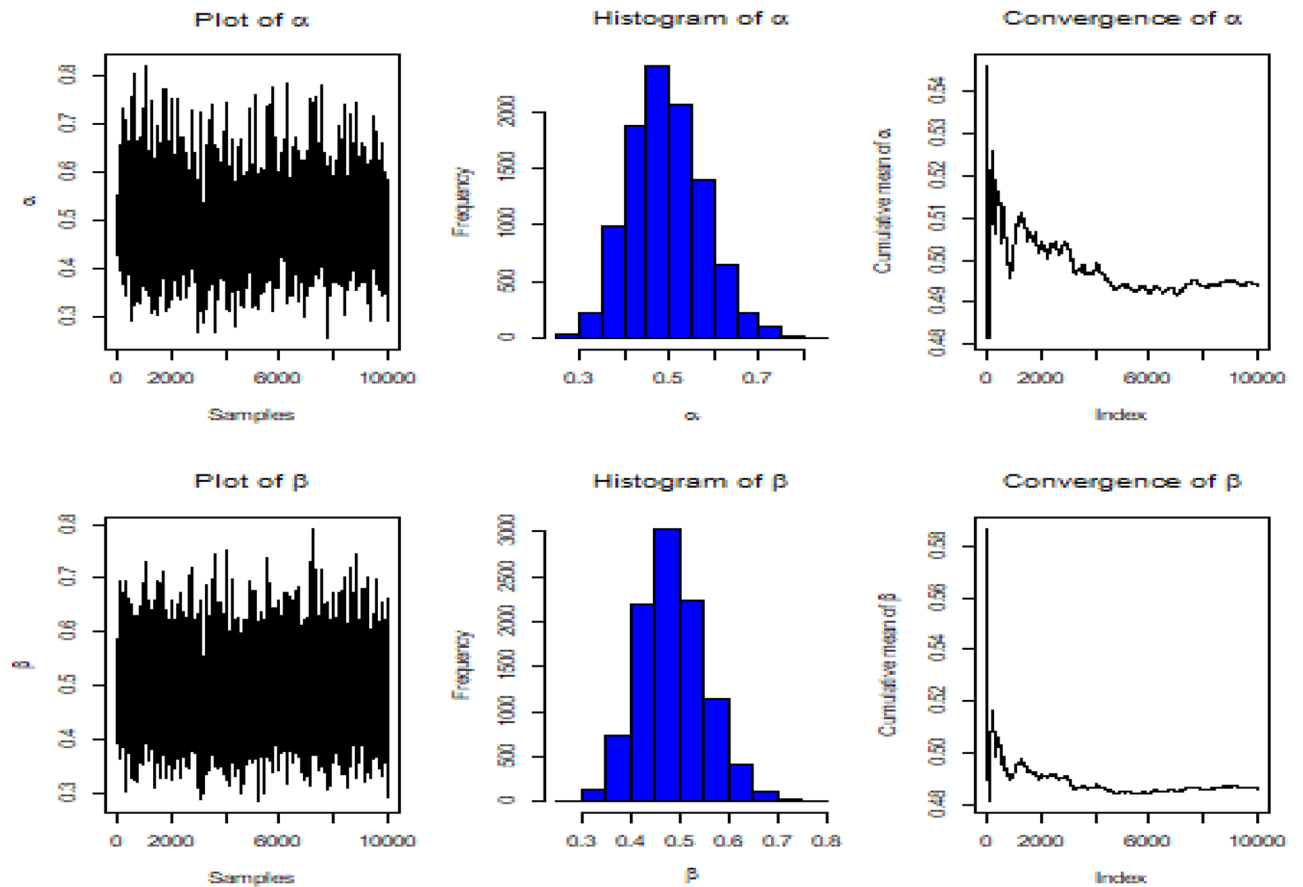 Plot of α
α
0.3 0.4 0.5 0.6 0.7 0.8
0 2000 6000 10000
Samples
Histogram of α
Frequency
0 500 1000 1500 2000
0.3 0.5 0.7
α
Convergence of α
Cumulative mean of α
0.48 0.49 0.50 0.51 0.52 0.53 0.54
0 2000 6000 10000
Index
Plot of β
β
0.3 0.4 0.5 0.6 0.7 0.8
0 2000 6000 10000
Samples
Histogram of β
Frequency
0 500 1000 1500 2000 2500 3000
0.3 0.4 0.5 0.6 0.7 0.8
β
Convergence of β
Cumulative mean of β
0.48 0.50 0.52 0.54 0.56 0.58
0 2000 6000 10000
Index